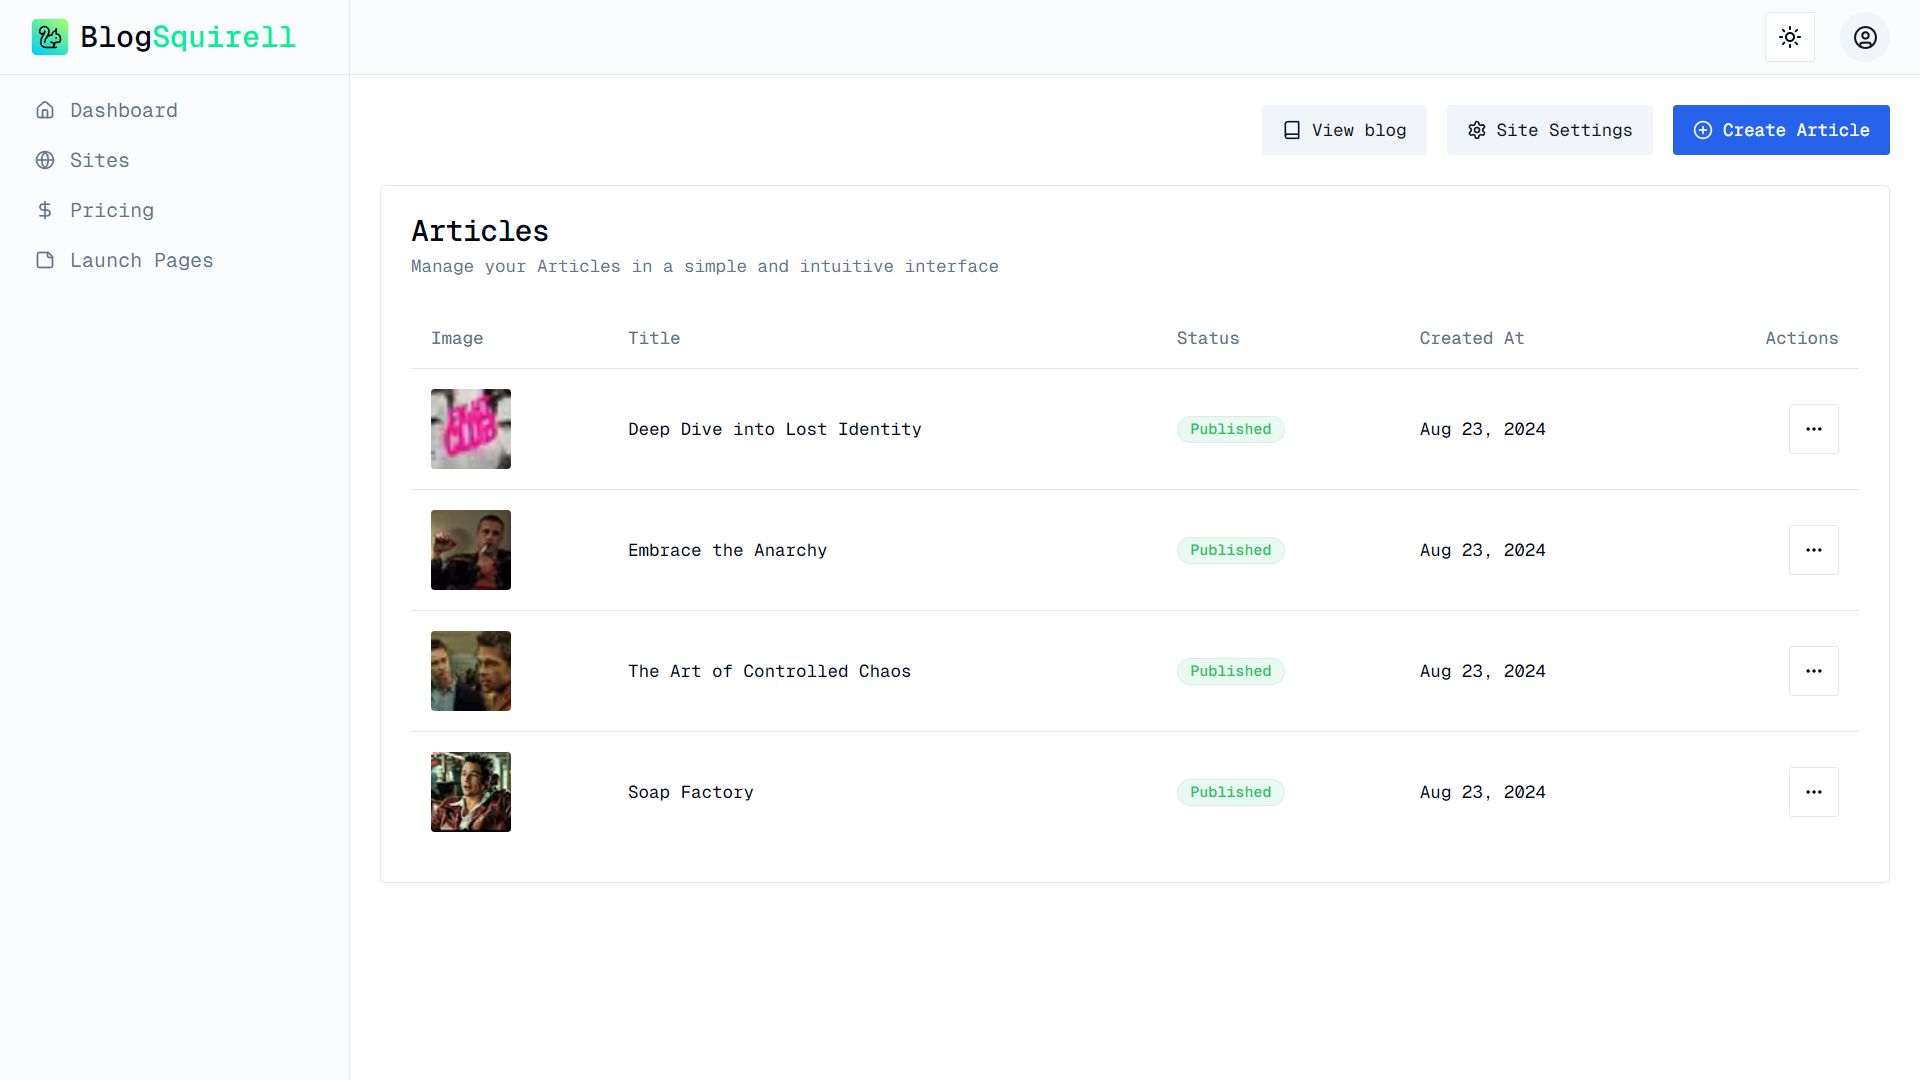 BlogSquirell
Dashboard
Sites
Pricing
Launch Pages
View blog
Site Settings
Create Article
Articles
Manage your Articles in a simple and intuitive interface
Image Title Status Created At Actions
CLUB
Deep Dive into Lost Identity Published Aug 23, 2024
Embrace the Anarchy Published Aug 23, 2024
The Art of Controlled Chaos Published Aug 23, 2024
Soap Factory Published Aug 23, 2024